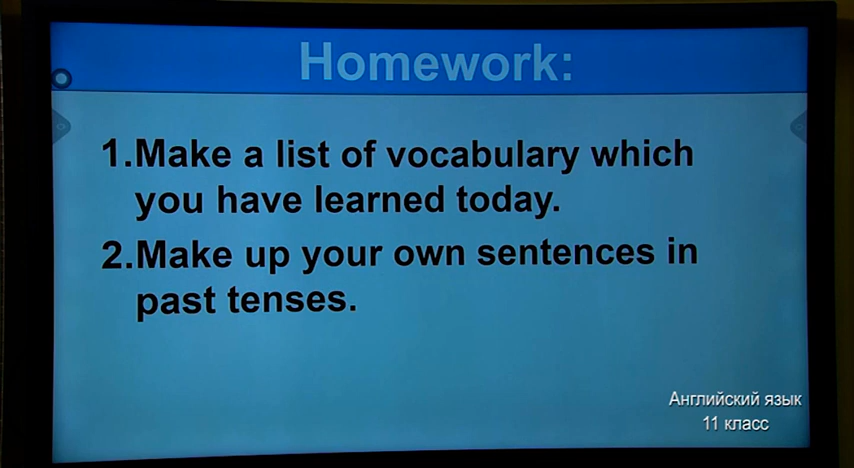 Homework:
1.Make a list of vocabulary which
you have learned today.
2.Make up your own sentences in
past tenses.
Английский язык
11 класс